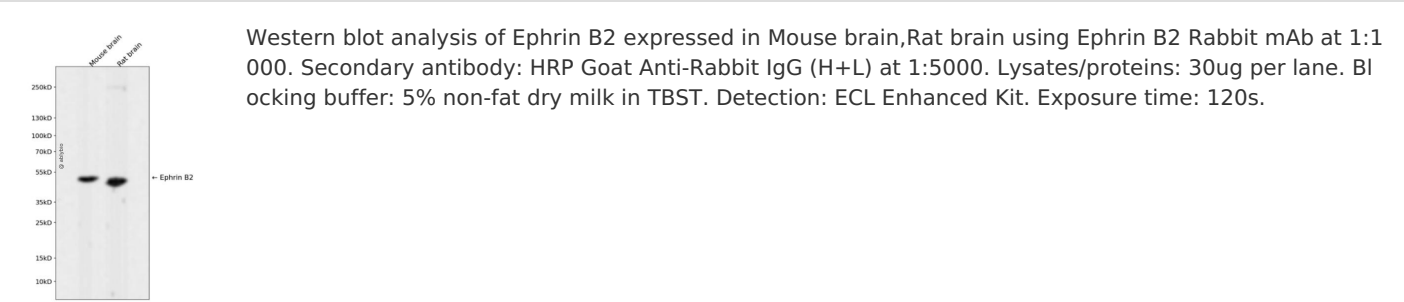 Mouse brain
Rat brain
250kD
130kD
100kD
70kD
55kD
35kD
25kD
15kD
10kD
@ ablybio
← Ephrin B2
Western blot analysis of Ephrin B2 expressed in Mouse brain,Rat brain using Ephrin B2 Rabbit mAb at 1:1
000. Secondary antibody: HRP Goat Anti-Rabbit IgG (H+L) at 1:5000. Lysates/proteins: 30ug per lane. Bl
ocking buffer: 5% non-fat dry milk in TBST. Detection: ECL Enhanced Kit. Exposure time: 120s.